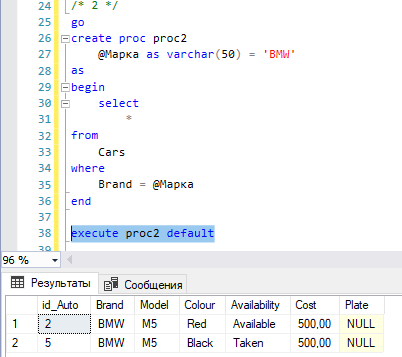 24 /* 2 */
25 go
26 create proc proc2
27 @Марка as varchar(50) = 'BMW'
28 as
29 begin
30 select
31 *
32 from
33 Cars
34 where
35 Brand = @Марка
36 end
37
38 execute proc2 default
39
96 %
Результаты Сообщения
id_Auto Brand Model Colour Availability Cost Plate
1 2 BMW M5 Red Available 500,00 NULL
2 5 BMW M5 Black Taken 500,00 NULL